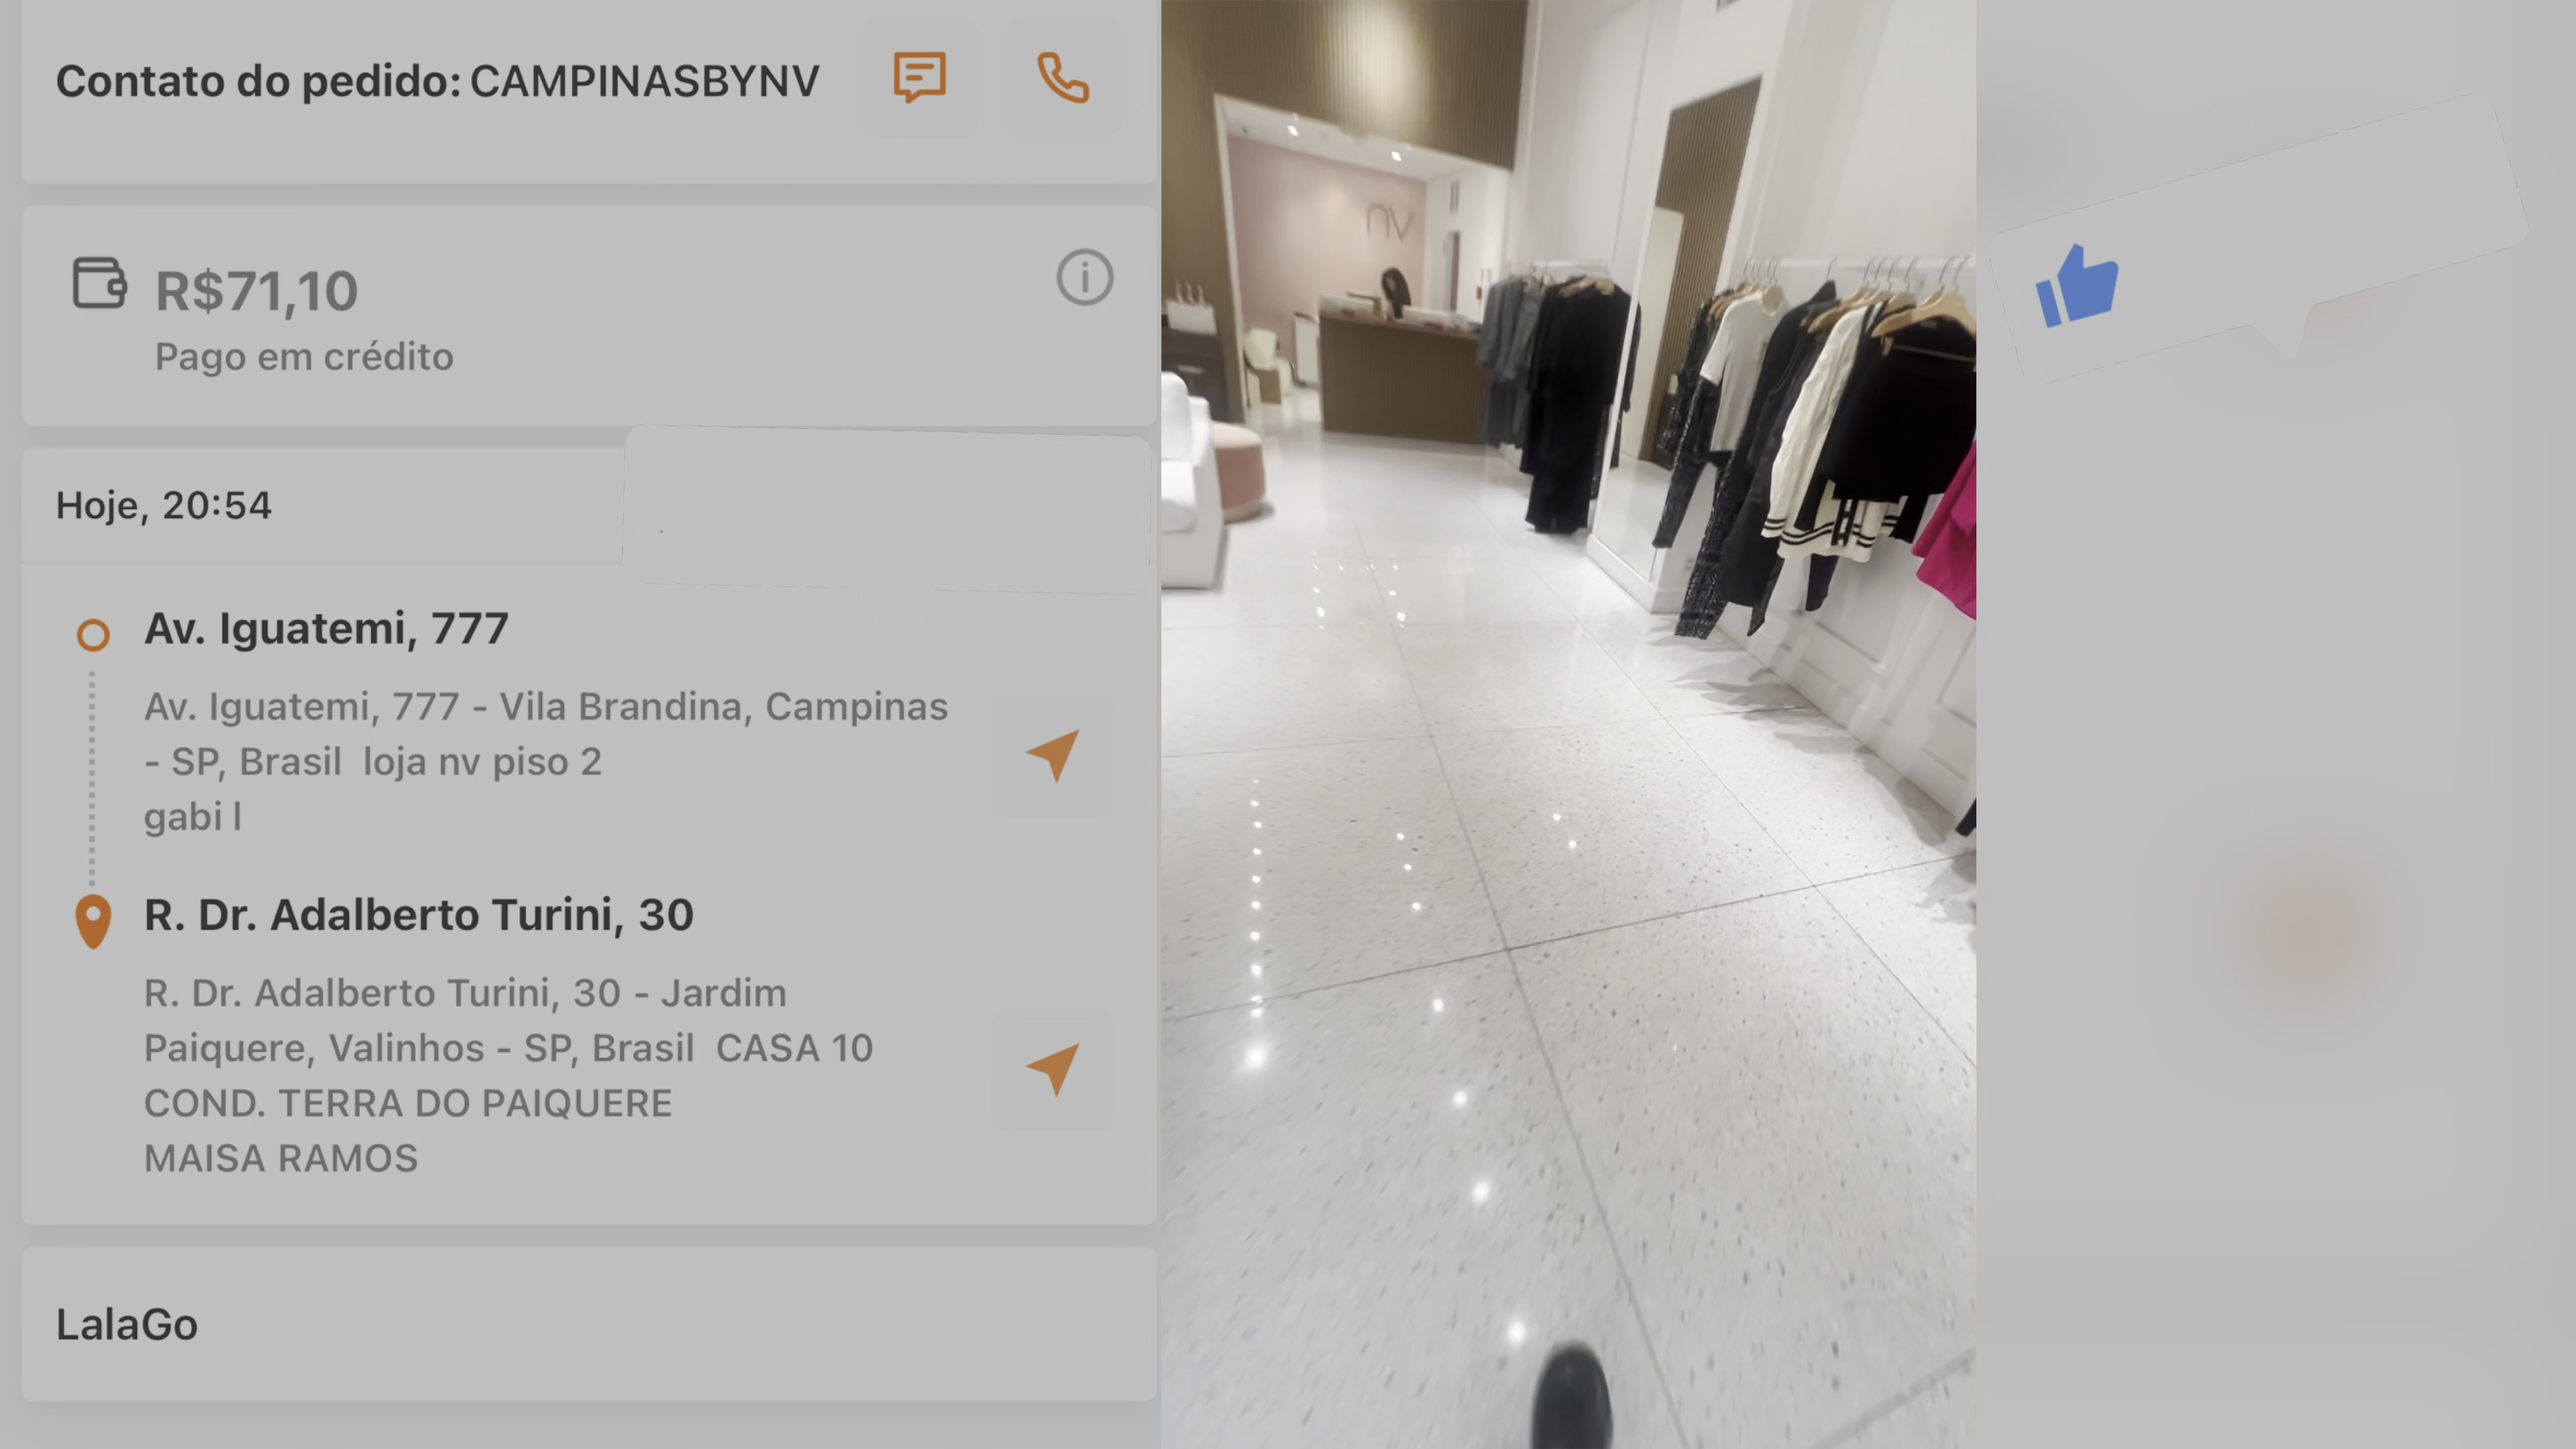 Contato do pedido: CAMPINASBYNV
R$71,10
Pago em crédito
Hoje, 20:54
Av. Iguatemi, 777
Av. Iguatemi, 777 - Vila Brandina, Campinas
- SP, Brasil  loja nv piso 2
gabi l
R. Dr. Adalberto Turini, 30
R. Dr. Adalberto Turini, 30 - Jardim
Paiquere, Valinhos - SP, Brasil  CASA 10
COND. TERRA DO PAIQUERE
MAISA RAMOS
LalaGo
nv